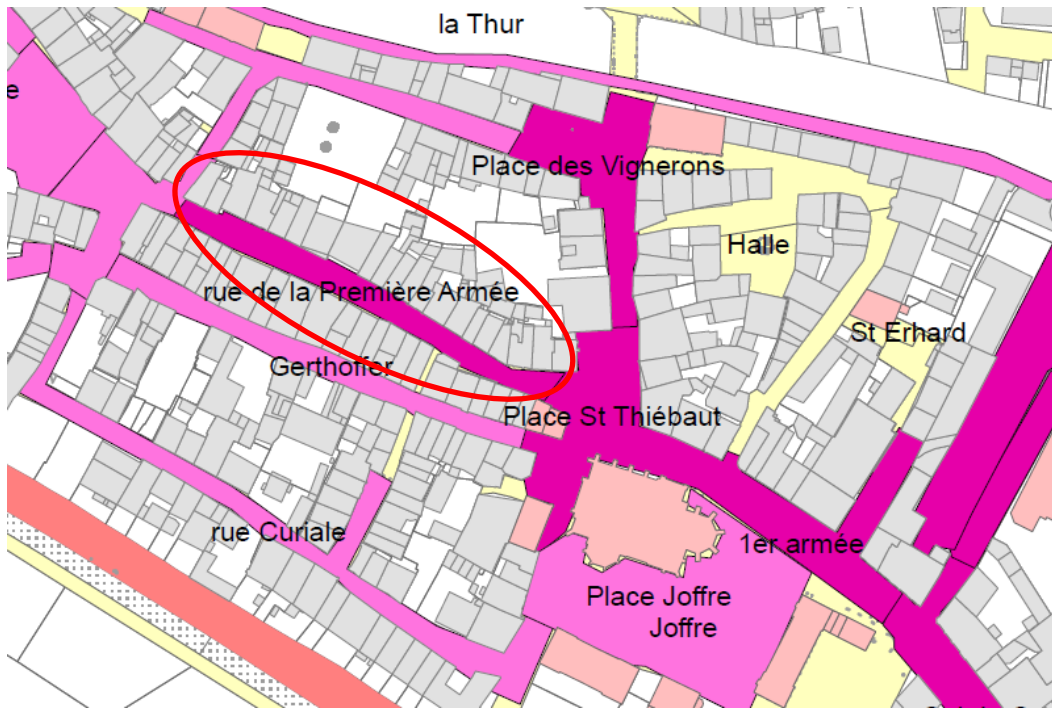 la Thur
e
Place des Vignerons
Halle
rue de la Première Armée
St Erhard
Gerthoffer
Place St Thiébaut
rue Curiale
1er armée
Place Joffre
Joffre